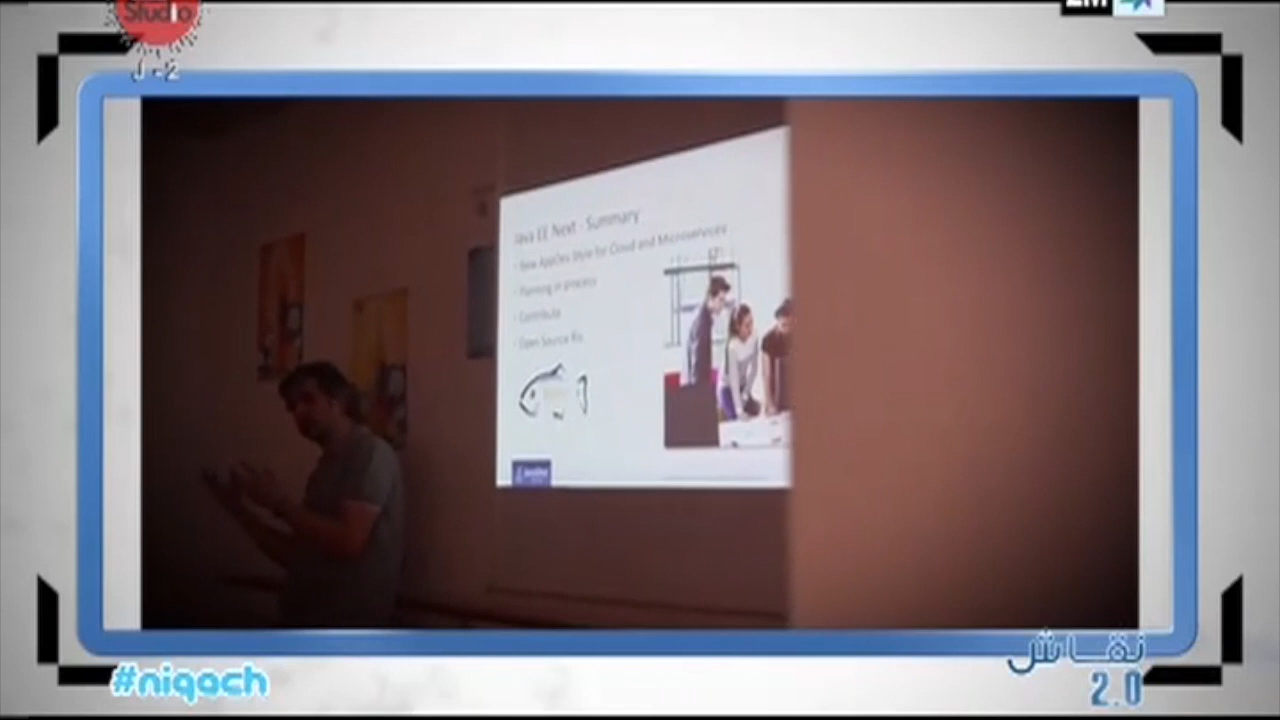 Studio
J-2
2M
Java EE Next - Summary
- New AppDev Style for Cloud and Microservices
- Planning in process
- Contribute
- Open Source
#niqach
نقاش
2.0